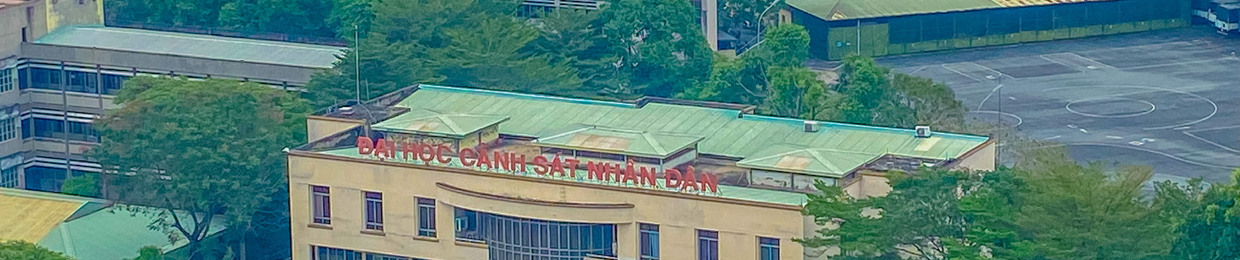 ĐẠI HỌC CẢNH SÁT NHÂN DÂN